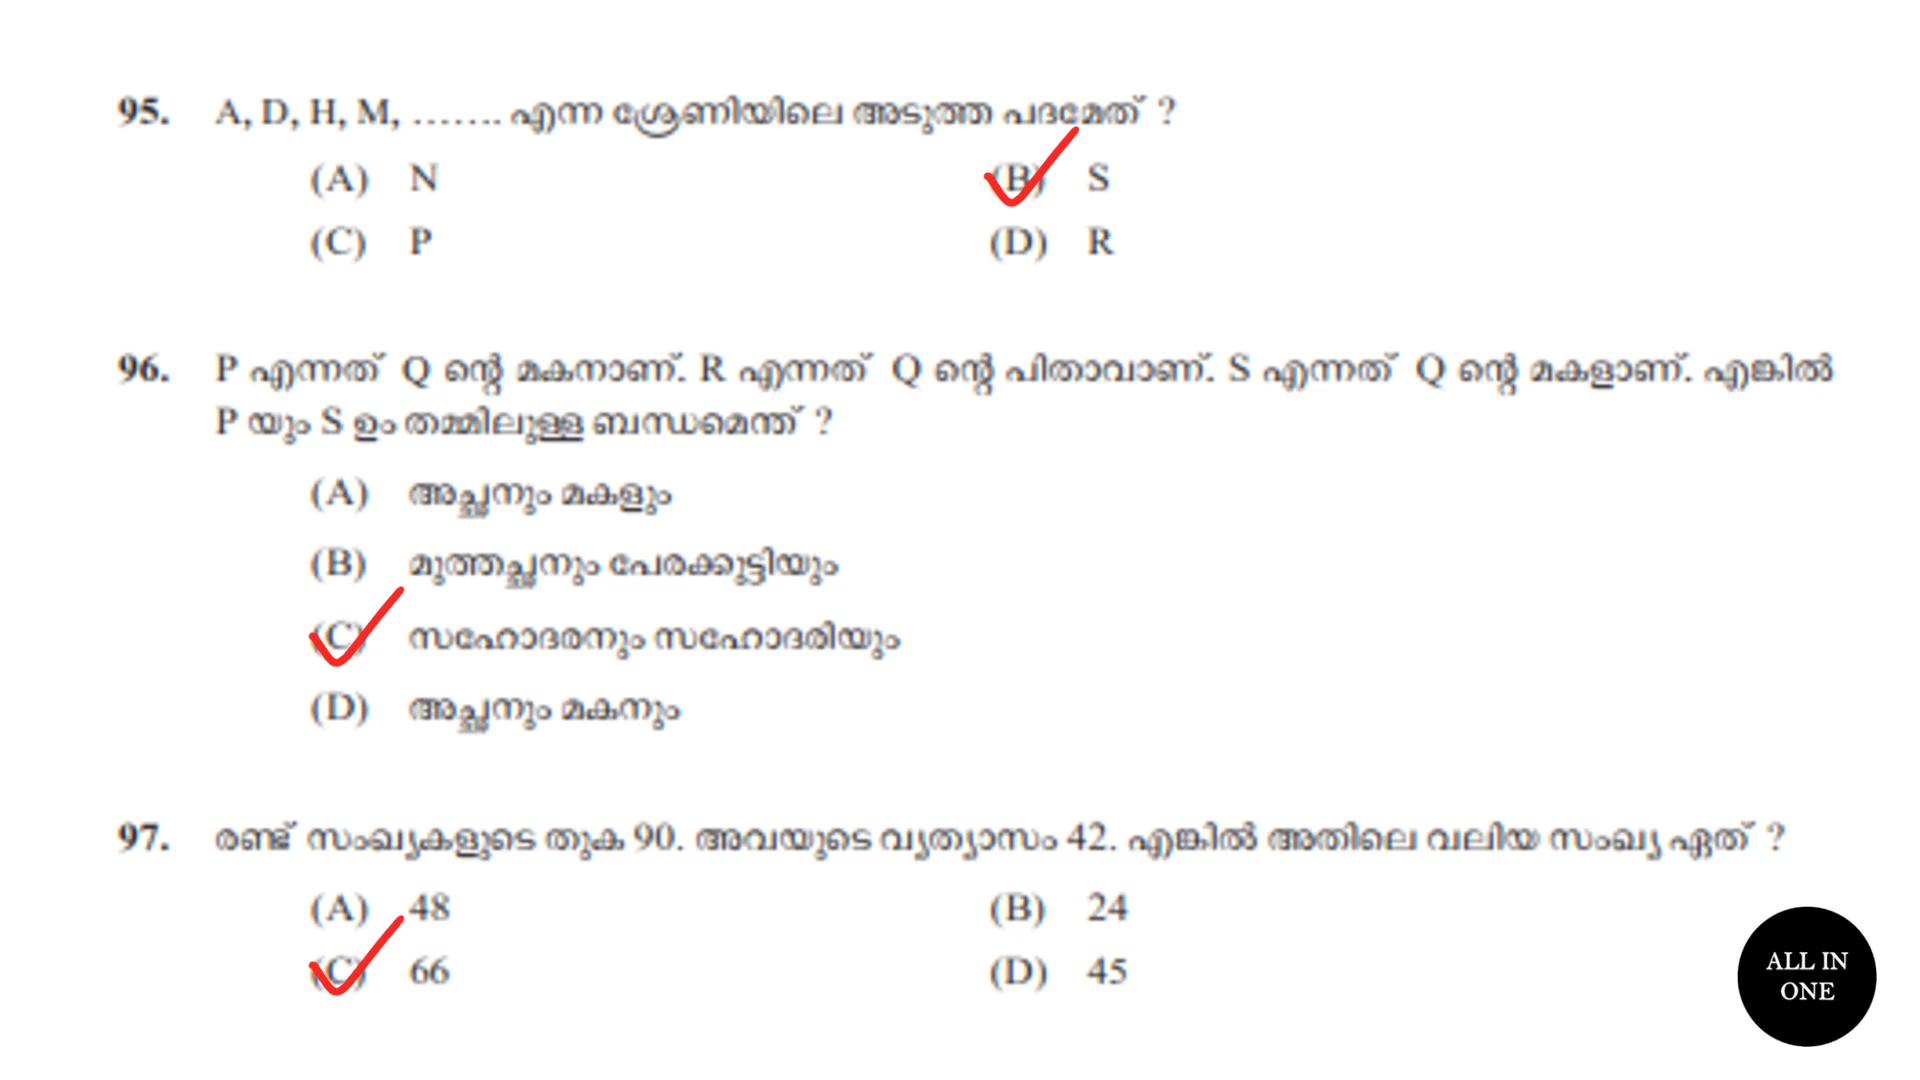 95. A, D, H, M, ....... എന്ന ശ്രേണിയിലെ അടുത്ത പദമേത് ?
(A) N (B) S
(C) P (D) R
96. P എന്നത് Q ന്റെ മകനാണ്. R എന്നത് Q ന്റെ പിതാവാണ്. S എന്നത് Q ന്റെ മകളാണ്. എങ്കിൽ
P യും S ഉം തമ്മിലുള്ള ബന്ധമെന്ത് ?
(A) അച്ഛനും മകളും
(B) മുത്തച്ഛനും പേരക്കുട്ടിയും
(C) സഹോദരനും സഹോദരിയും
(D) അച്ഛനും മകനും
97. രണ്ട് സംഖ്യകളുടെ തുക 90. അവയുടെ വ്യത്യാസം 42. എങ്കിൽ അതിലെ വലിയ സംഖ്യ ഏത് ?
(A) 48 (B) 24
(C) 66 (D) 45
ALL IN
ONE